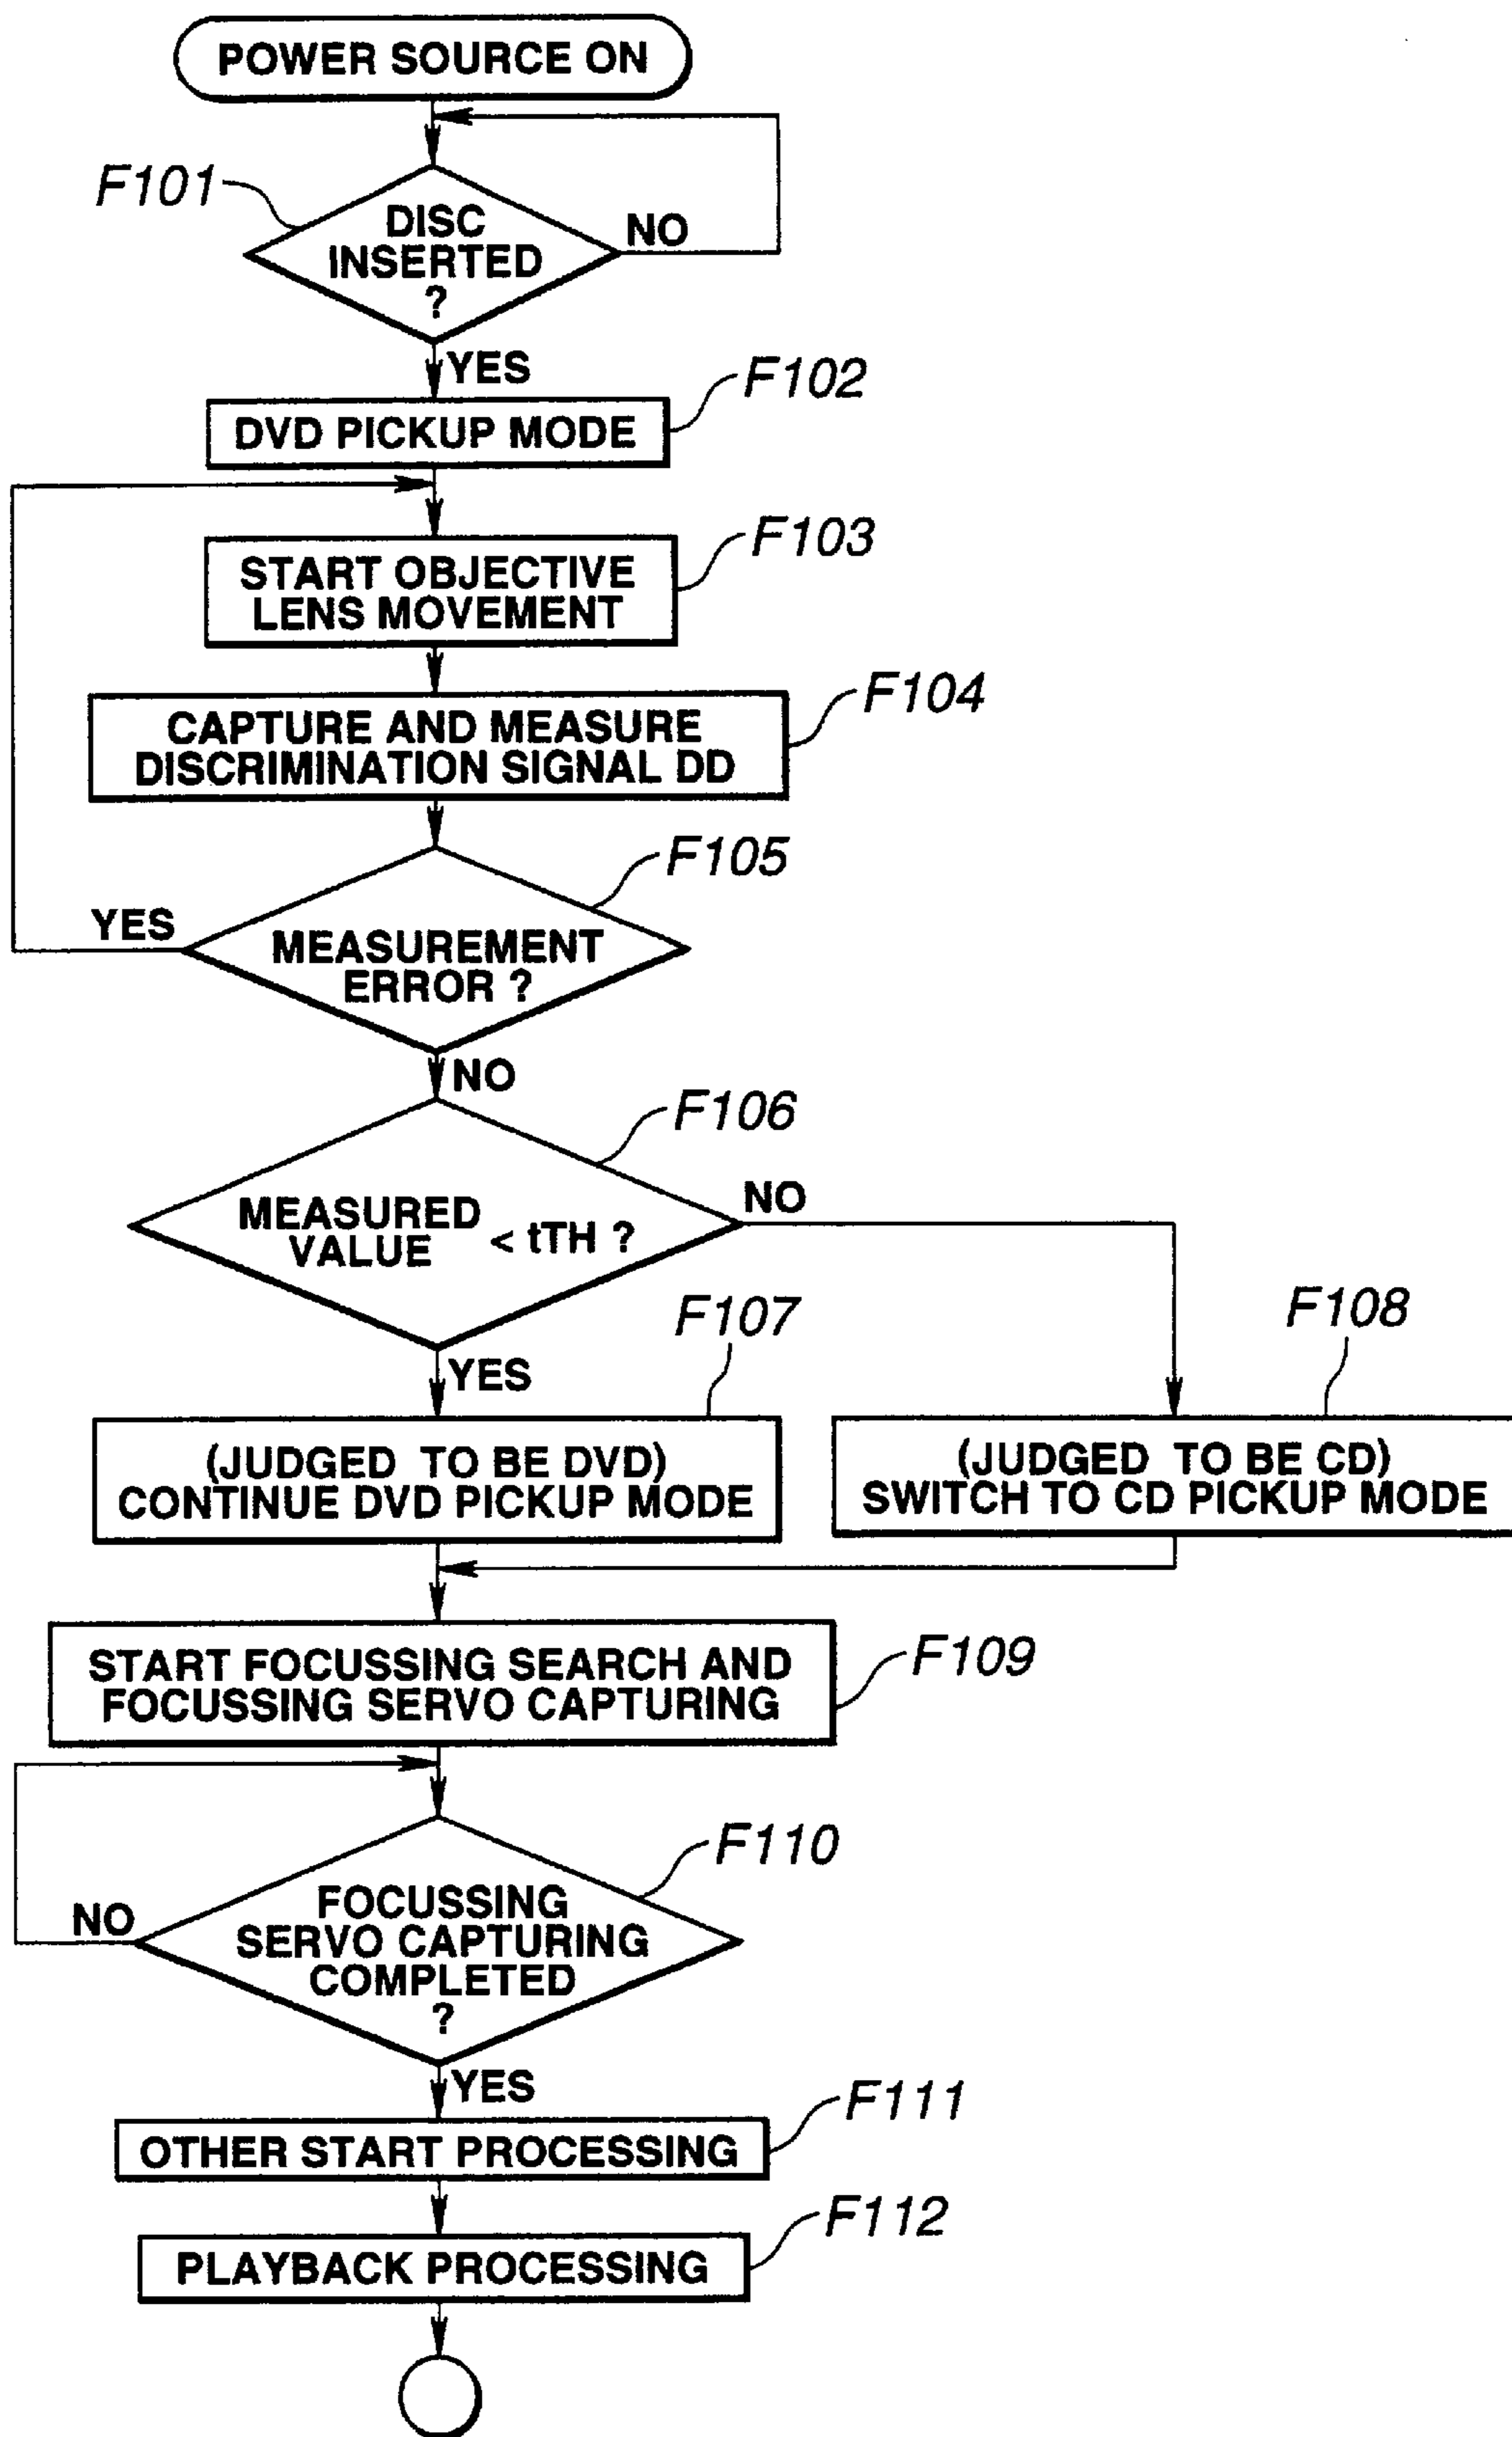 POWER SOURCE ON
F101
DISC
INSERTED
?
NO
YES
F102
DVD PICKUP MODE
F103
START OBJECTIVE
LENS MOVEMENT
F104
CAPTURE AND MEASURE
DISCRIMINATION SIGNAL DD
F105
YES
MEASUREMENT
ERROR ?
NO
F106
MEASURED
VALUE < tTH ?
NO
F107
F108
YES
(JUDGED TO BE DVD)
CONTINUE DVD PICKUP MODE
(JUDGED TO BE CD)
SWITCH TO CD PICKUP MODE
START FOCUSSING SEARCH AND
FOCUSSING SERVO CAPTURING
F109
F110
NO
FOCUSSING
SERVO CAPTURING
COMPLETED
?
YES
F111
OTHER START PROCESSING
F112
PLAYBACK PROCESSING